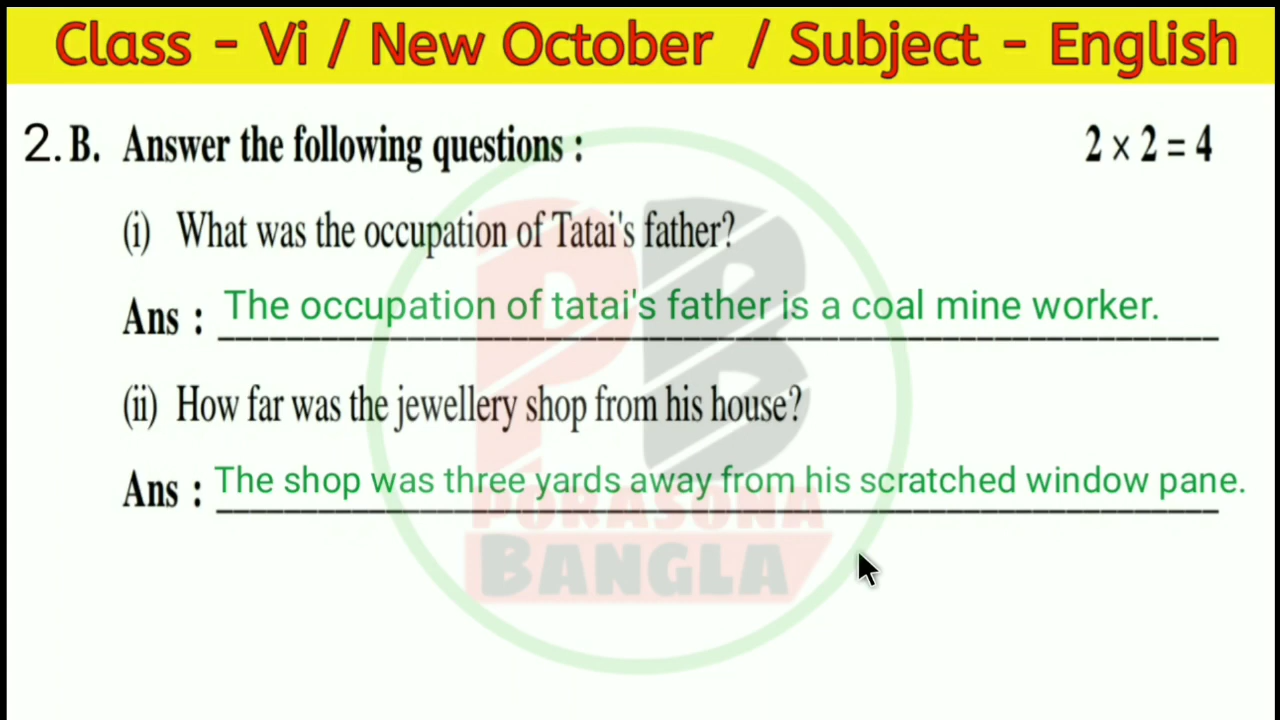 Class - Vi / New October / Subject - English
2. B. Answer the following questions : 2 × 2 = 4
(i) What was the occupation of Tatai's father?
Ans : The occupation of tatai's father is a coal mine worker.
(ii) How far was the jewellery shop from his house?
Ans : The shop was three yards away from his scratched window pane.
PB
PORASONA
BANGLA